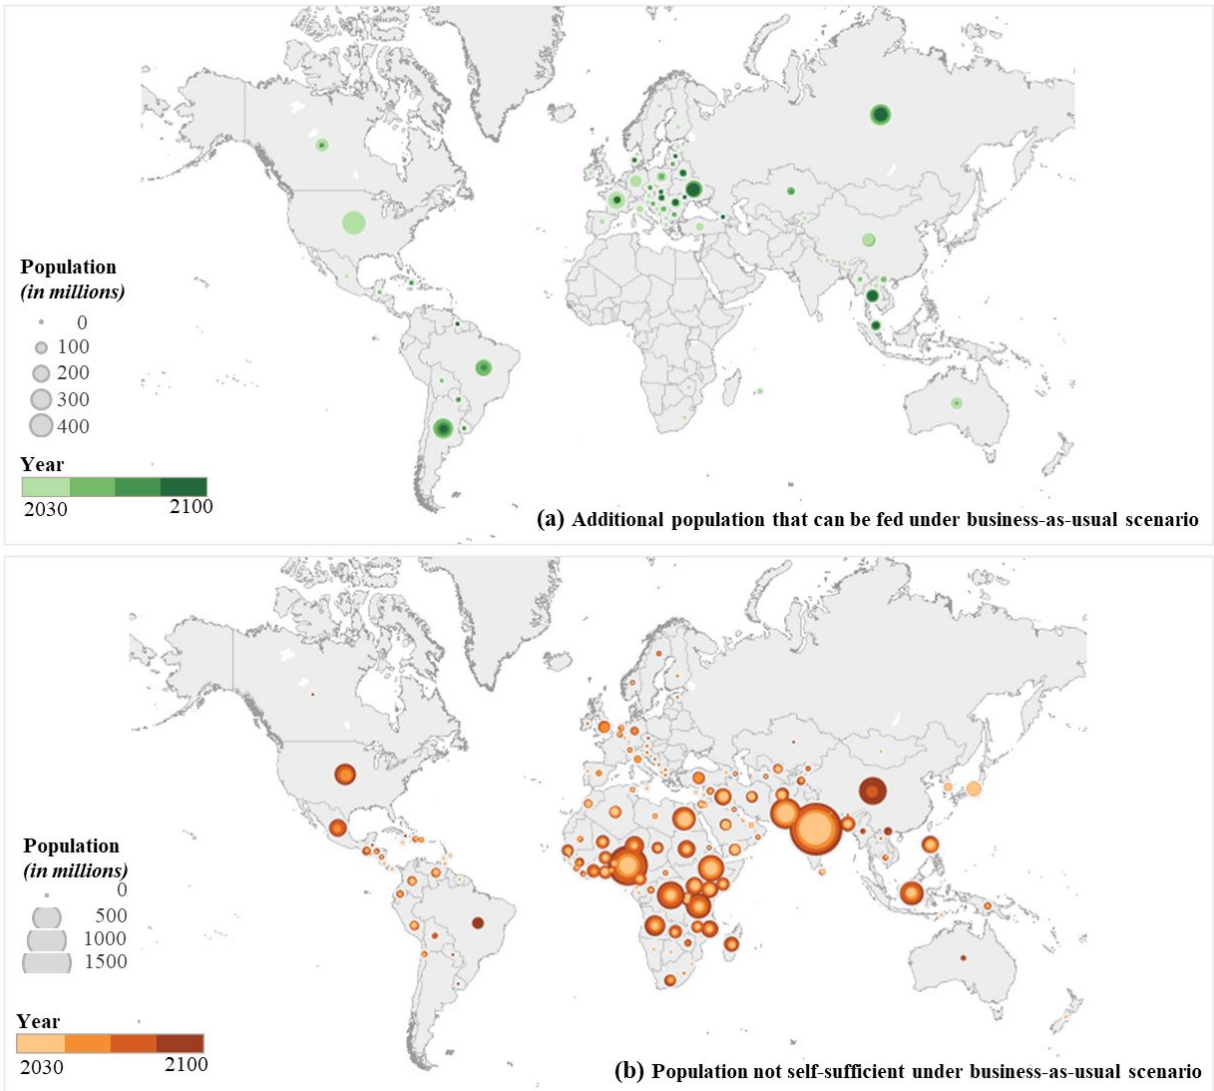 Population
(in millions)
0
100
200
300
400
Year
2030 2100
(a) Additional population that can be fed under business-as-usual scenario
Population
(in millions)
0
500
1000
1500
Year
2030 2100
(b) Population not self-sufficient under business-as-usual scenario